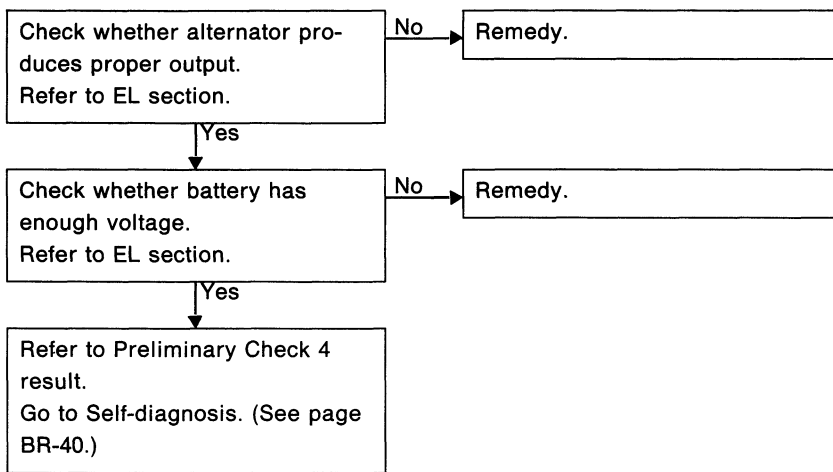 Check whether alternator pro-
duces proper output.
Refer to EL section.
No
Remedy.
Yes
Check whether battery has
enough voltage.
Refer to EL section.
No
Remedy.
Yes
Refer to Preliminary Check 4
result.
Go to Self-diagnosis. (See page
BR-40.)